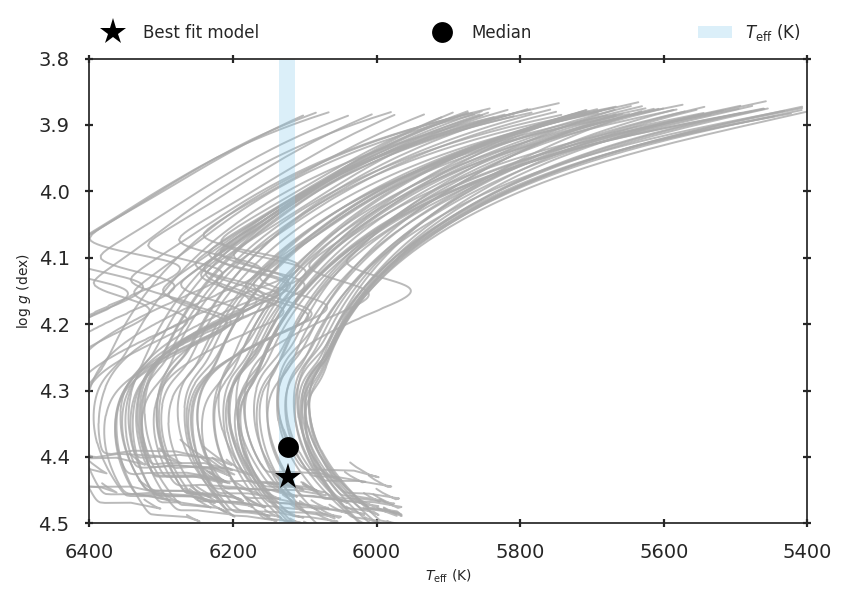 Best fit model
Median
T_eff (K)
3.8
3.9
4.0
4.1
4.2
4.3
4.4
4.5
log g (dex)
6400 6200 6000 5800 5600 5400
T_eff (K)